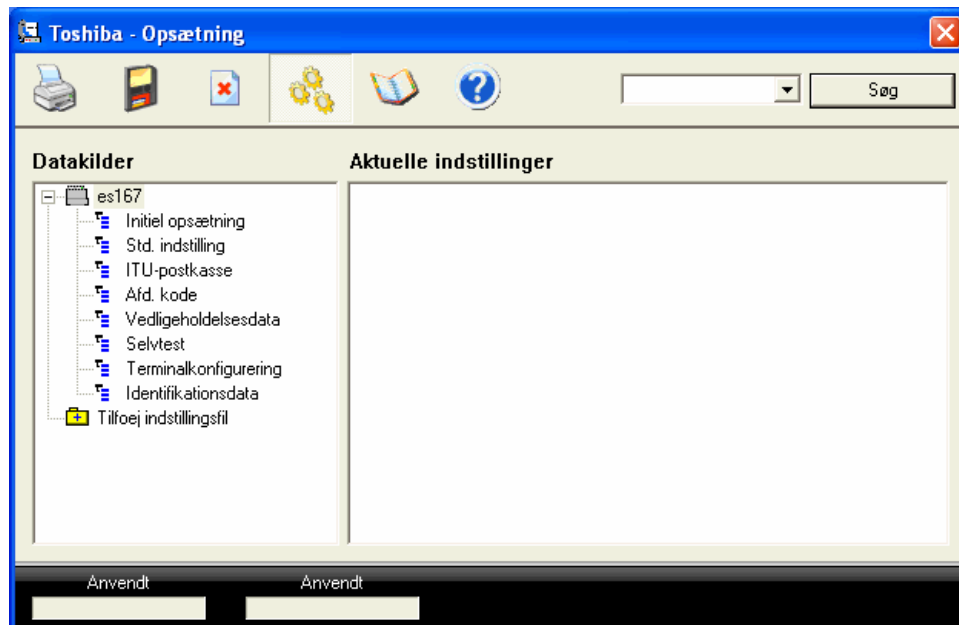 Toshiba - Opsætning
Søg
Datakilder
Aktuelle indstillinger
es167
Initiel opsætning
Std. indstilling
ITU-postkasse
Afd. kode
Vedligeholdelsesdata
Selvtest
Terminalkonfigurering
Identifikationsdata
Tilfoej indstillingsfil
Anvendt
Anvendt